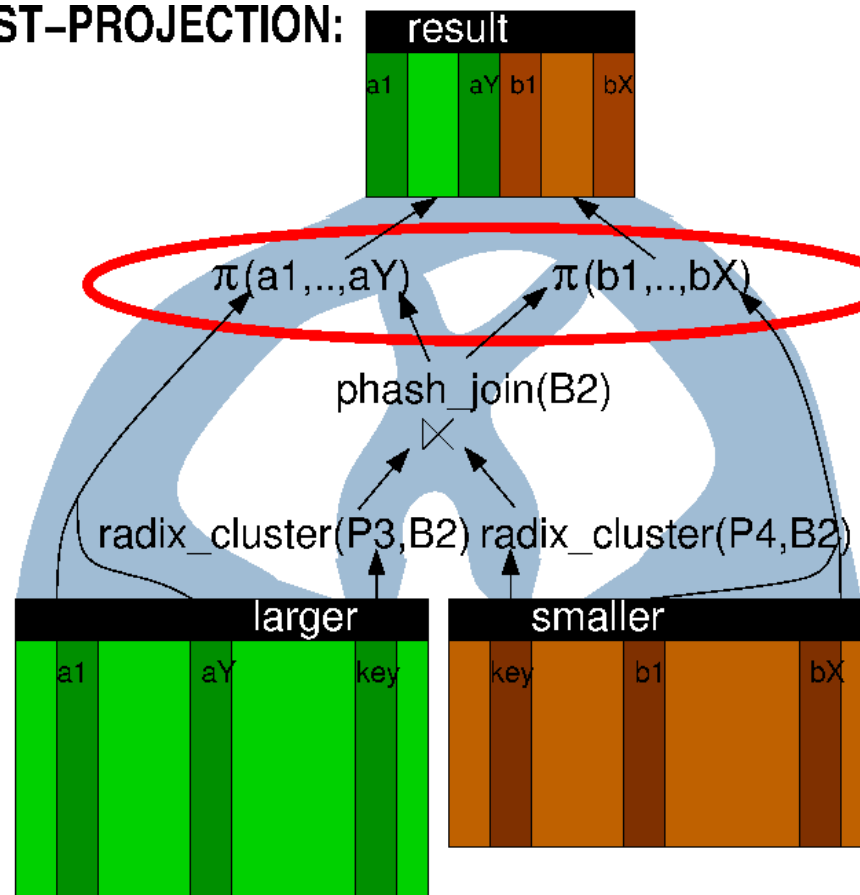 ST–PROJECTION:
result
a1 aY b1 bX
π(a1,..,aY) π(b1,..,bX)
phash_join(B2)
⋈
radix_cluster(P3,B2) radix_cluster(P4,B2)
larger smaller
a1 aY key key b1 bX